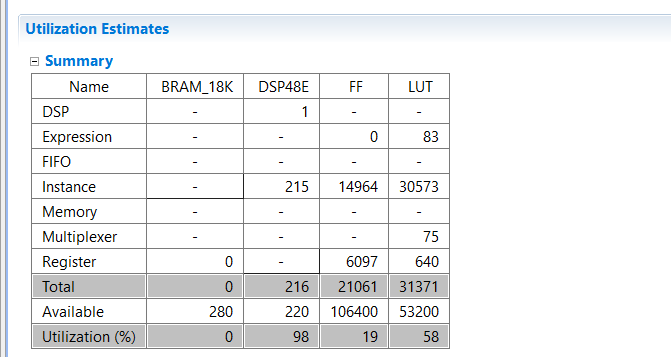 Utilization Estimates
Summary
Name BRAM_18K DSP48E FF LUT
DSP - 1 - -
Expression - - 0 83
FIFO - - - -
Instance - 215 14964 30573
Memory - - - -
Multiplexer - - - 75
Register 0 - 6097 640
Total 0 216 21061 31371
Available 280 220 106400 53200
Utilization (%) 0 98 19 58